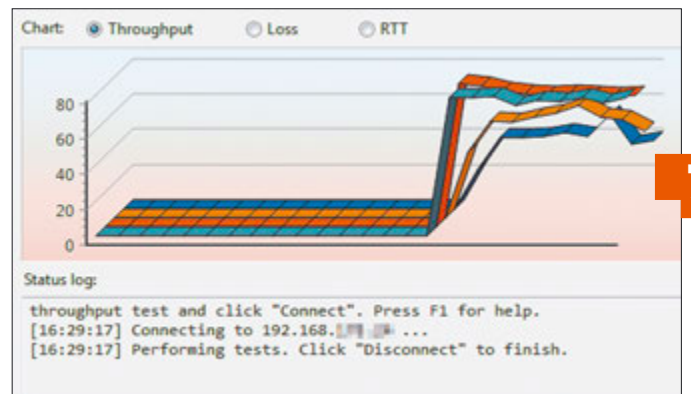 Chart: Throughput Loss RTT
80
60
40
20
0
Status log:
throughput test and click "Connect". Press F1 for help.
[16:29:17] Connecting to 192.168. ...
[16:29:17] Performing tests. Click "Disconnect" to finish.